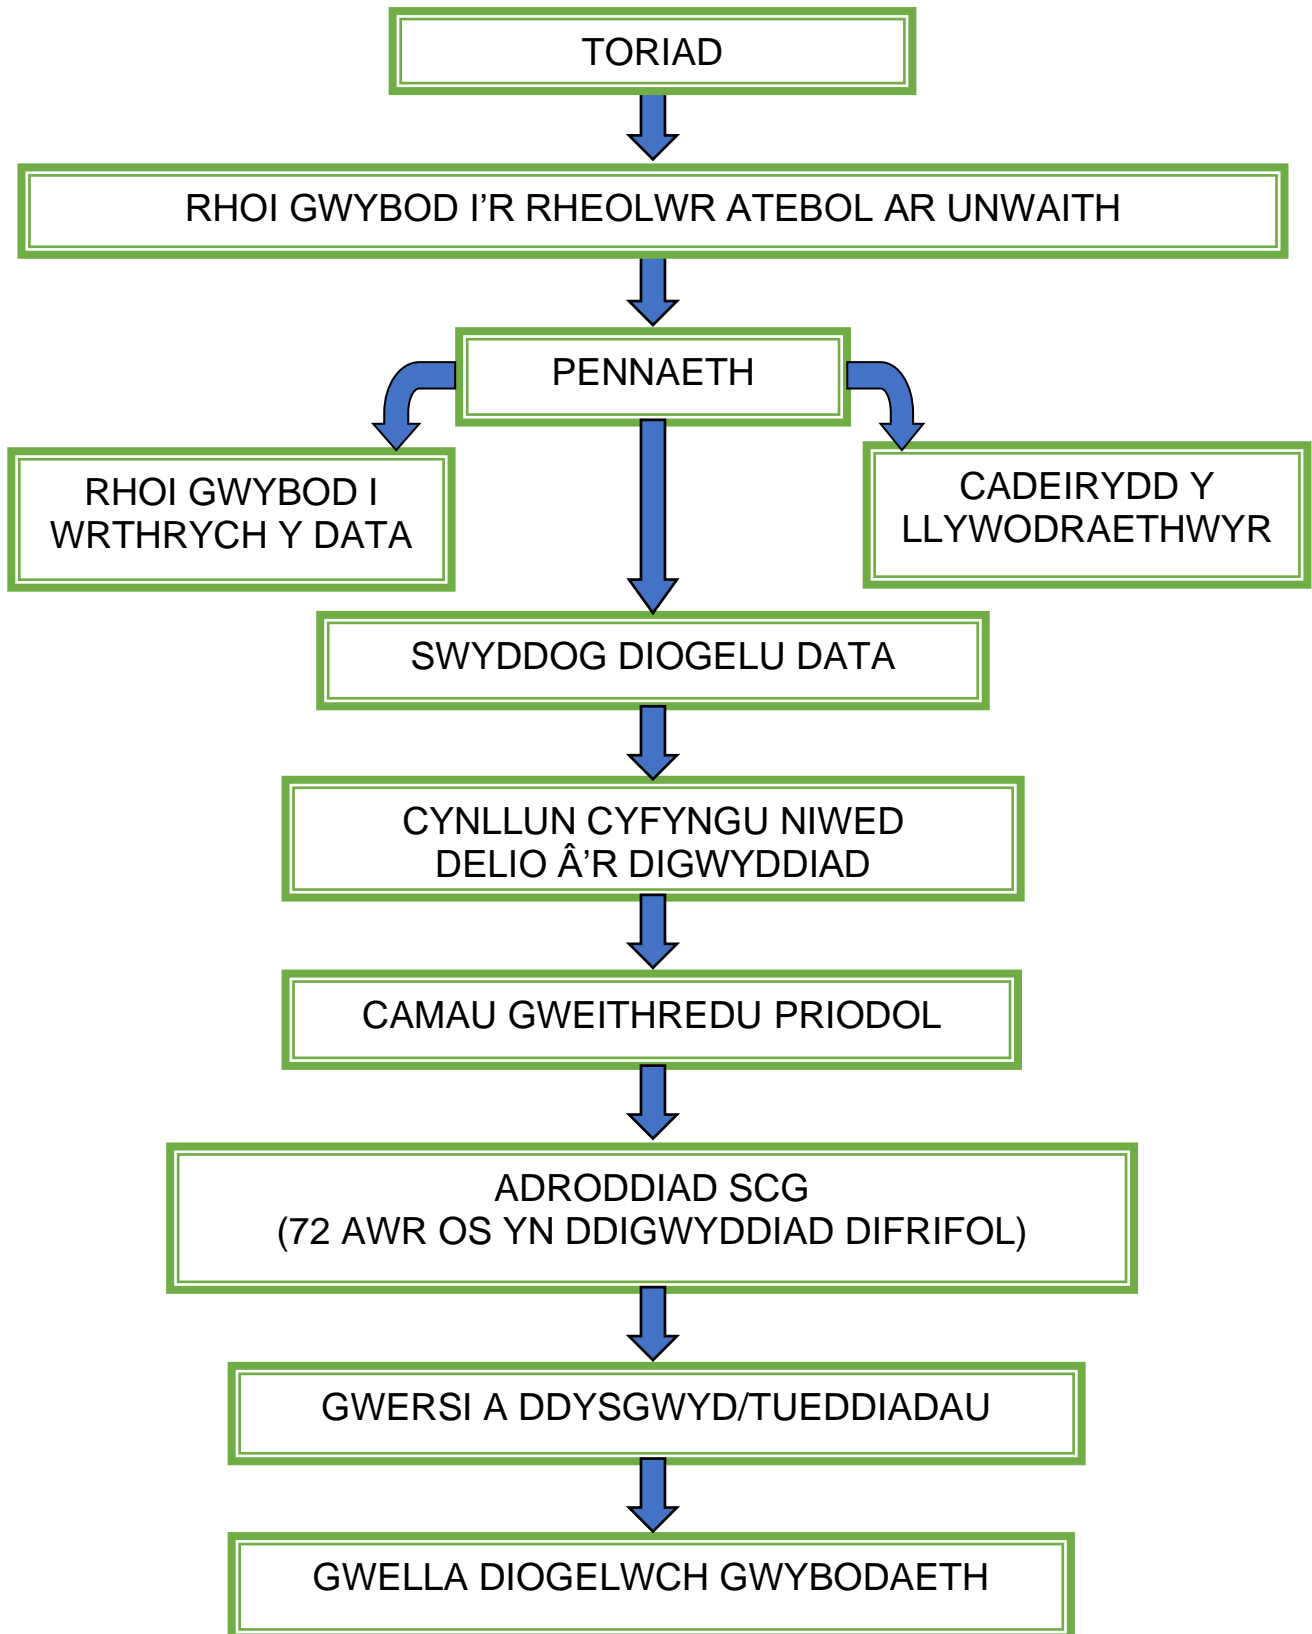 TORIAD
RHOI GWYBOD I’R RHEOLWR ATEBOL AR UNWAITH
PENNAETH
RHOI GWYBOD I
WRTHRYCH Y DATA
CADEIRYDD Y
LLYWODRAETHWYR
SWYDDOG DIOGELU DATA
CYNLLUN CYFYNGU NIWED
DELIO Â’R DIGWYDDIAD
CAMAU GWEITHREDU PRIODOL
ADRODDIAD SCG
(72 AWR OS YN DDIGWYDDIAD DIFRIFOL)
GWERSI A DDYSGWYD/TUEDDIADAU
GWELLA DIOGELWCH GWYBODAETH